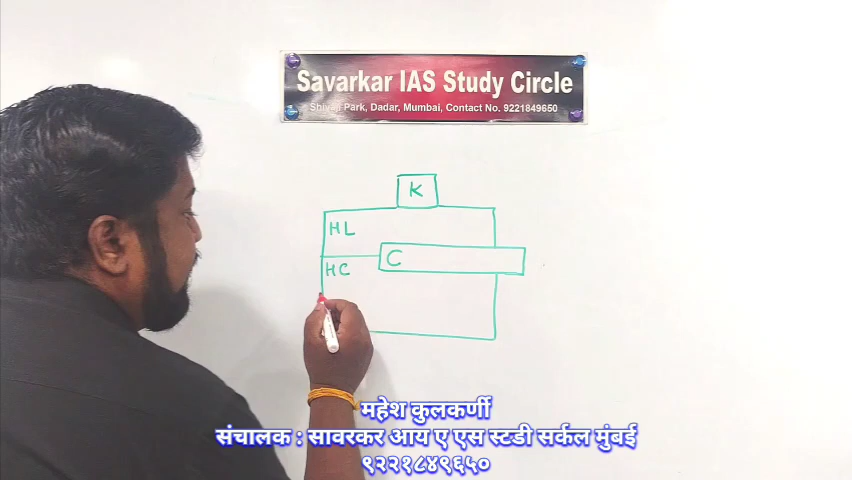 Savarkar IAS Study Circle
Shivaji Park, Dadar, Mumbai, Contact No. 9221849650
K
HL
HC
C
महेश कुलकर्णी
संचालक : सावरकर आय ए एस स्टडी सर्कल मुंबई
९२२१८४९६५०